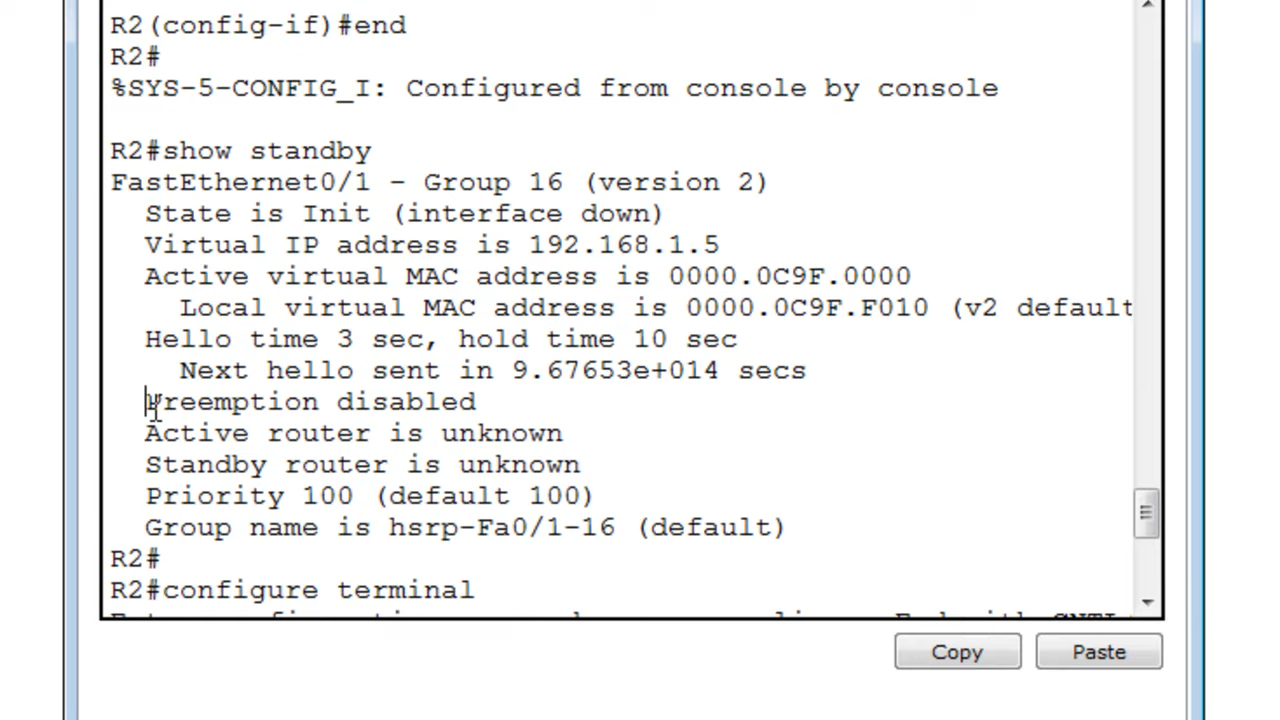 R2(config-if)#end
R2#
%SYS-5-CONFIG_I: Configured from console by console
R2#show standby
FastEthernet0/1 - Group 16 (version 2)
State is Init (interface down)
Virtual IP address is 192.168.1.5
Active virtual MAC address is 0000.0C9F.0000
Local virtual MAC address is 0000.0C9F.F010 (v2 default
Hello time 3 sec, hold time 10 sec
Next hello sent in 9.67653e+014 secs
Preemption disabled
Active router is unknown
Standby router is unknown
Priority 100 (default 100)
Group name is hsrp-Fa0/1-16 (default)
R2#
R2#configure terminal
Copy Paste